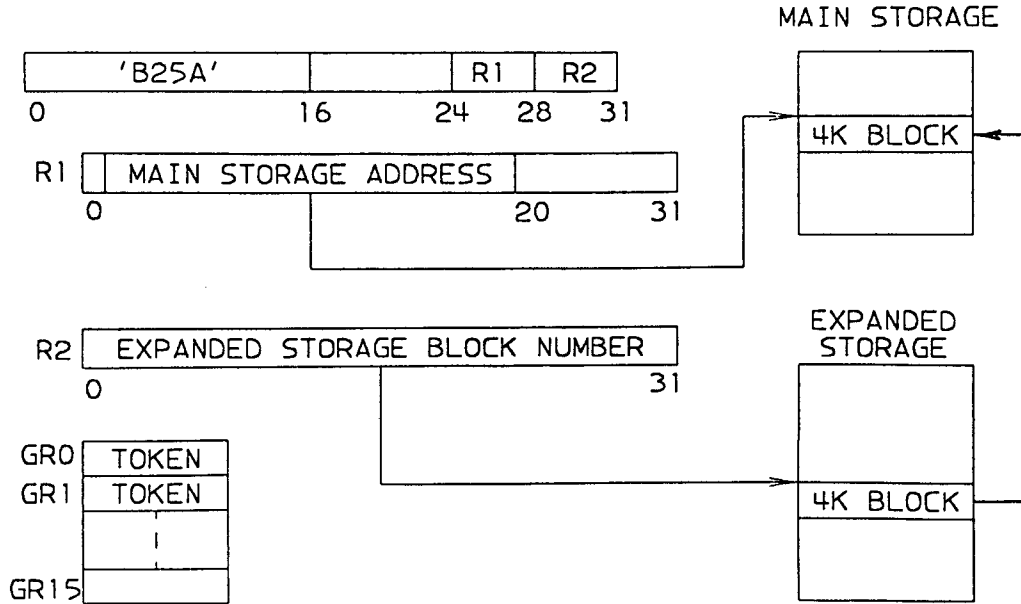 MAIN STORAGE
'B25A' R1 R2
0 16 24 28 31
4K BLOCK
R1 MAIN STORAGE ADDRESS
0 20 31
EXPANDED
STORAGE
R2 EXPANDED STORAGE BLOCK NUMBER
0 31
GR0 TOKEN
GR1 TOKEN
4K BLOCK
GR15